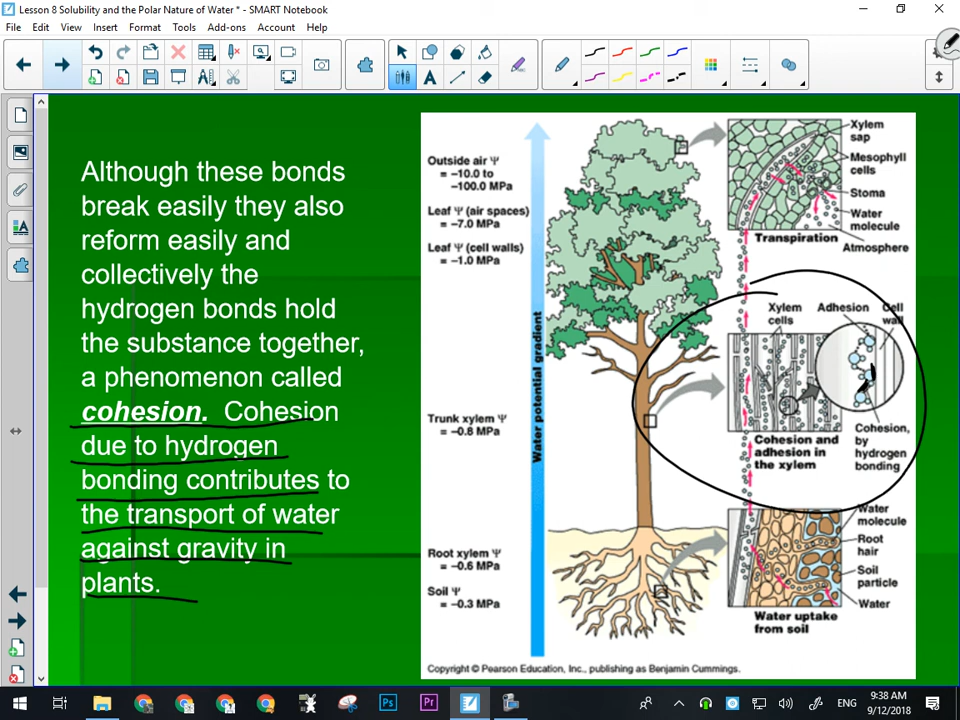 Lesson 8 Solubility and the Polar Nature of Water * - SMART Notebook
File Edit View Insert Format Tools Add-ons Account Help
Although these bonds
break easily they also
reform easily and
collectively the
hydrogen bonds hold
the substance together,
a phenomenon called
cohesion. Cohesion
due to hydrogen
bonding contributes to
the transport of water
against gravity in
plants.
Outside air Ψ
= –10.0 to
–100.0 MPa
Leaf Ψ (air spaces)
= –7.0 MPa
Leaf Ψ (cell walls)
= –1.0 MPa
Trunk xylem Ψ
= –0.8 MPa
Root xylem Ψ
= –0.6 MPa
Soil Ψ
= –0.3 MPa
Water potential gradient
Xylem
sap
Mesophyll
cells
Stoma
Water
molecule
Transpiration
Atmosphere
Xylem
cells
Adhesion
Cell
wall
Cohesion and
adhesion in
the xylem
Cohesion,
by
hydrogen
bonding
Water
molecule
Root
hair
Soil
particle
Water
Water uptake
from soil
Copyright © Pearson Education, Inc., publishing as Benjamin Cummings.
Ps
Pr
ENG
9:38 AM
9/12/2018